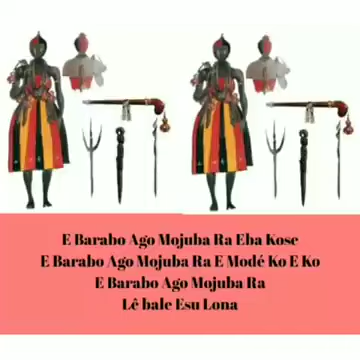 E Barabo Ago Mojuba Ra Eba Kose
E Barabo Ago Mojuba Ra E Modé Ko E Ko
E Barabo Ago Mojuba Ra
Lê bale Esu Lona